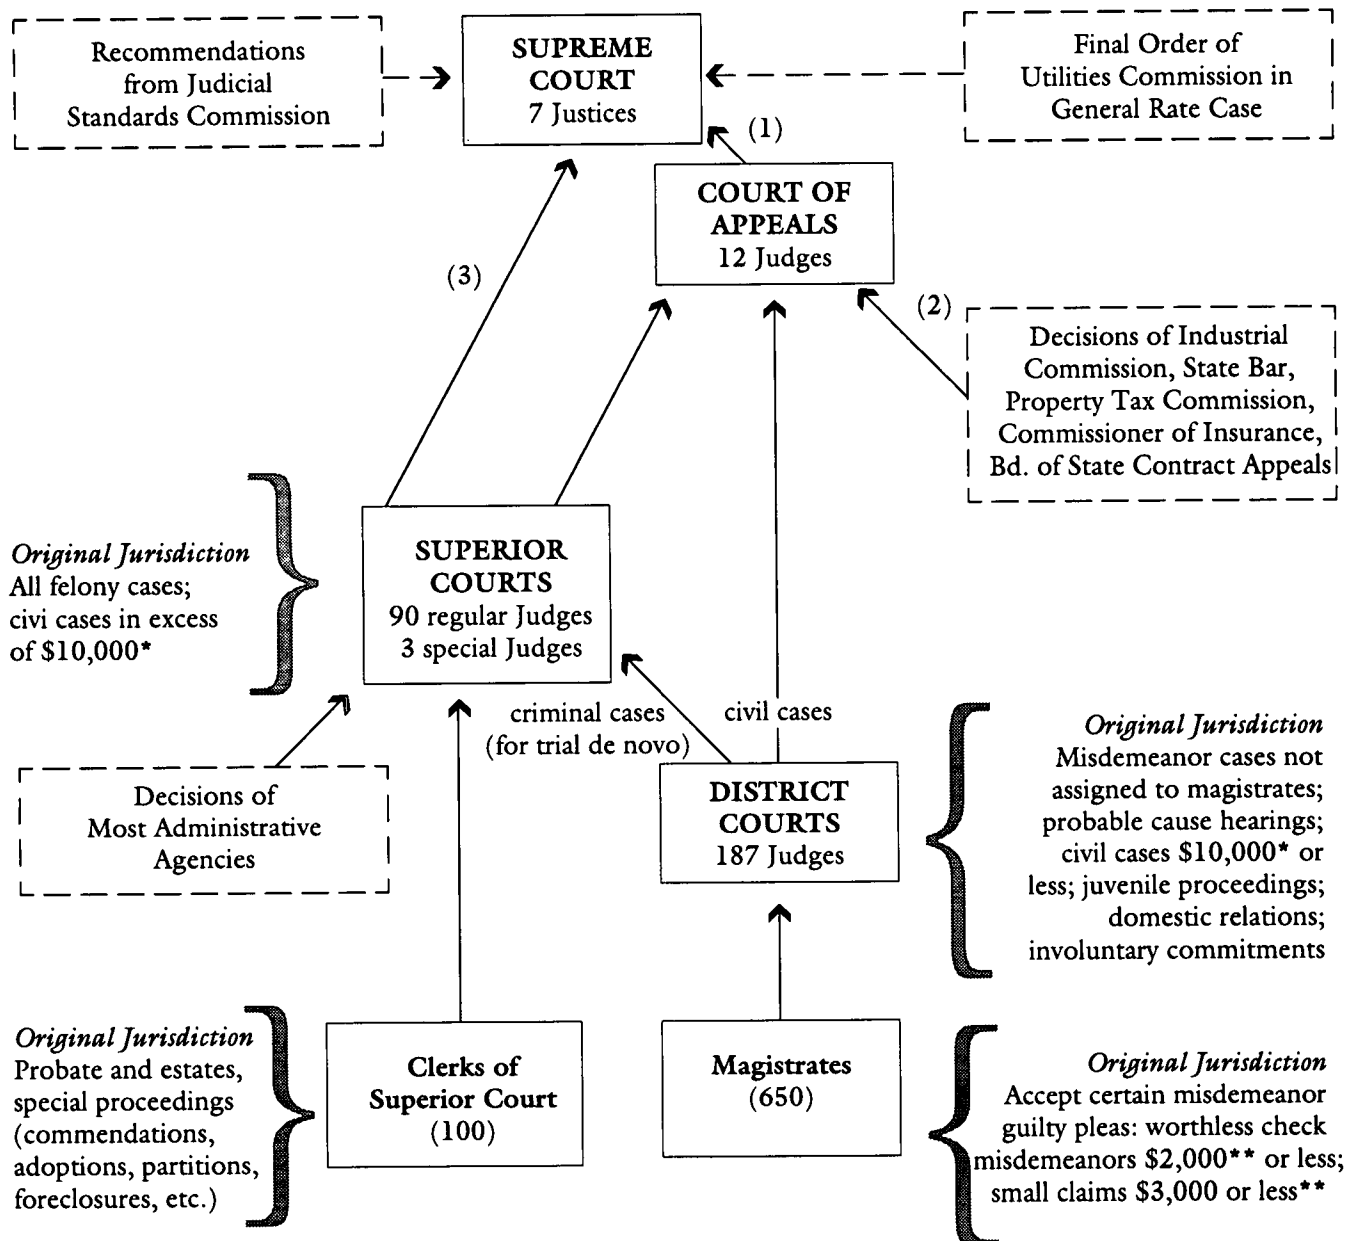 Recommendations
from Judicial
Standards Commission
SUPREME
COURT
7 Justices
Final Order of
Utilities Commission in
General Rate Case
(1)
COURT OF
APPEALS
12 Judges
(3)
(2)
Decisions of Industrial
Commission, State Bar,
Property Tax Commission,
Commissioner of Insurance,
Bd. of State Contract Appeals
Original Jurisdiction
All felony cases;
civi cases in excess
of $10,000*
SUPERIOR
COURTS
90 regular Judges
3 special Judges
criminal cases
(for trial de novo)
civil cases
Decisions of
Most Administrative
Agencies
DISTRICT
COURTS
187 Judges
Original Jurisdiction
Misdemeanor cases not
assigned to magistrates;
probable cause hearings;
civil cases $10,000* or
less; juvenile proceedings;
domestic relations;
involuntary commitments
Original Jurisdiction
Probate and estates,
special proceedings
(commendations,
adoptions, partitions,
foreclosures, etc.)
Clerks of
Superior Court
(100)
Magistrates
(650)
Original Jurisdiction
Accept certain misdemeanor
guilty pleas: worthless check
misdemeanors $2,000** or less;
small claims $3,000 or less**